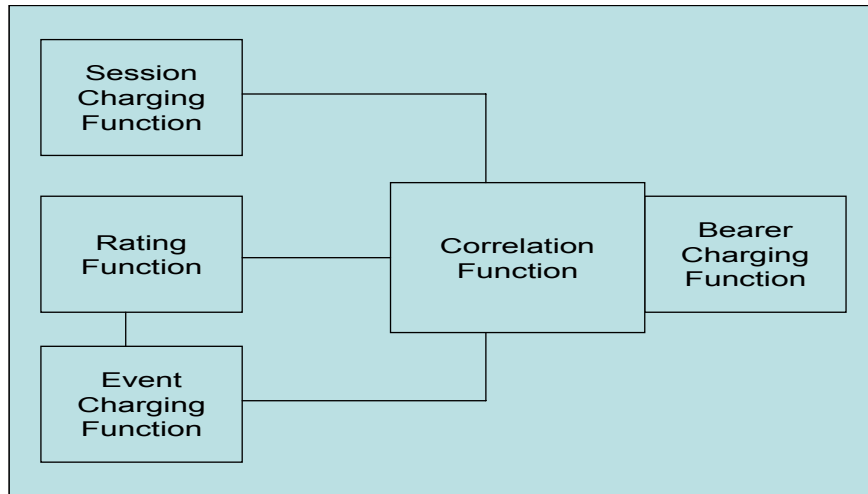 Session
Charging
Function
Rating
Function
Correlation
Function
Bearer
Charging
Function
Event
Charging
Function